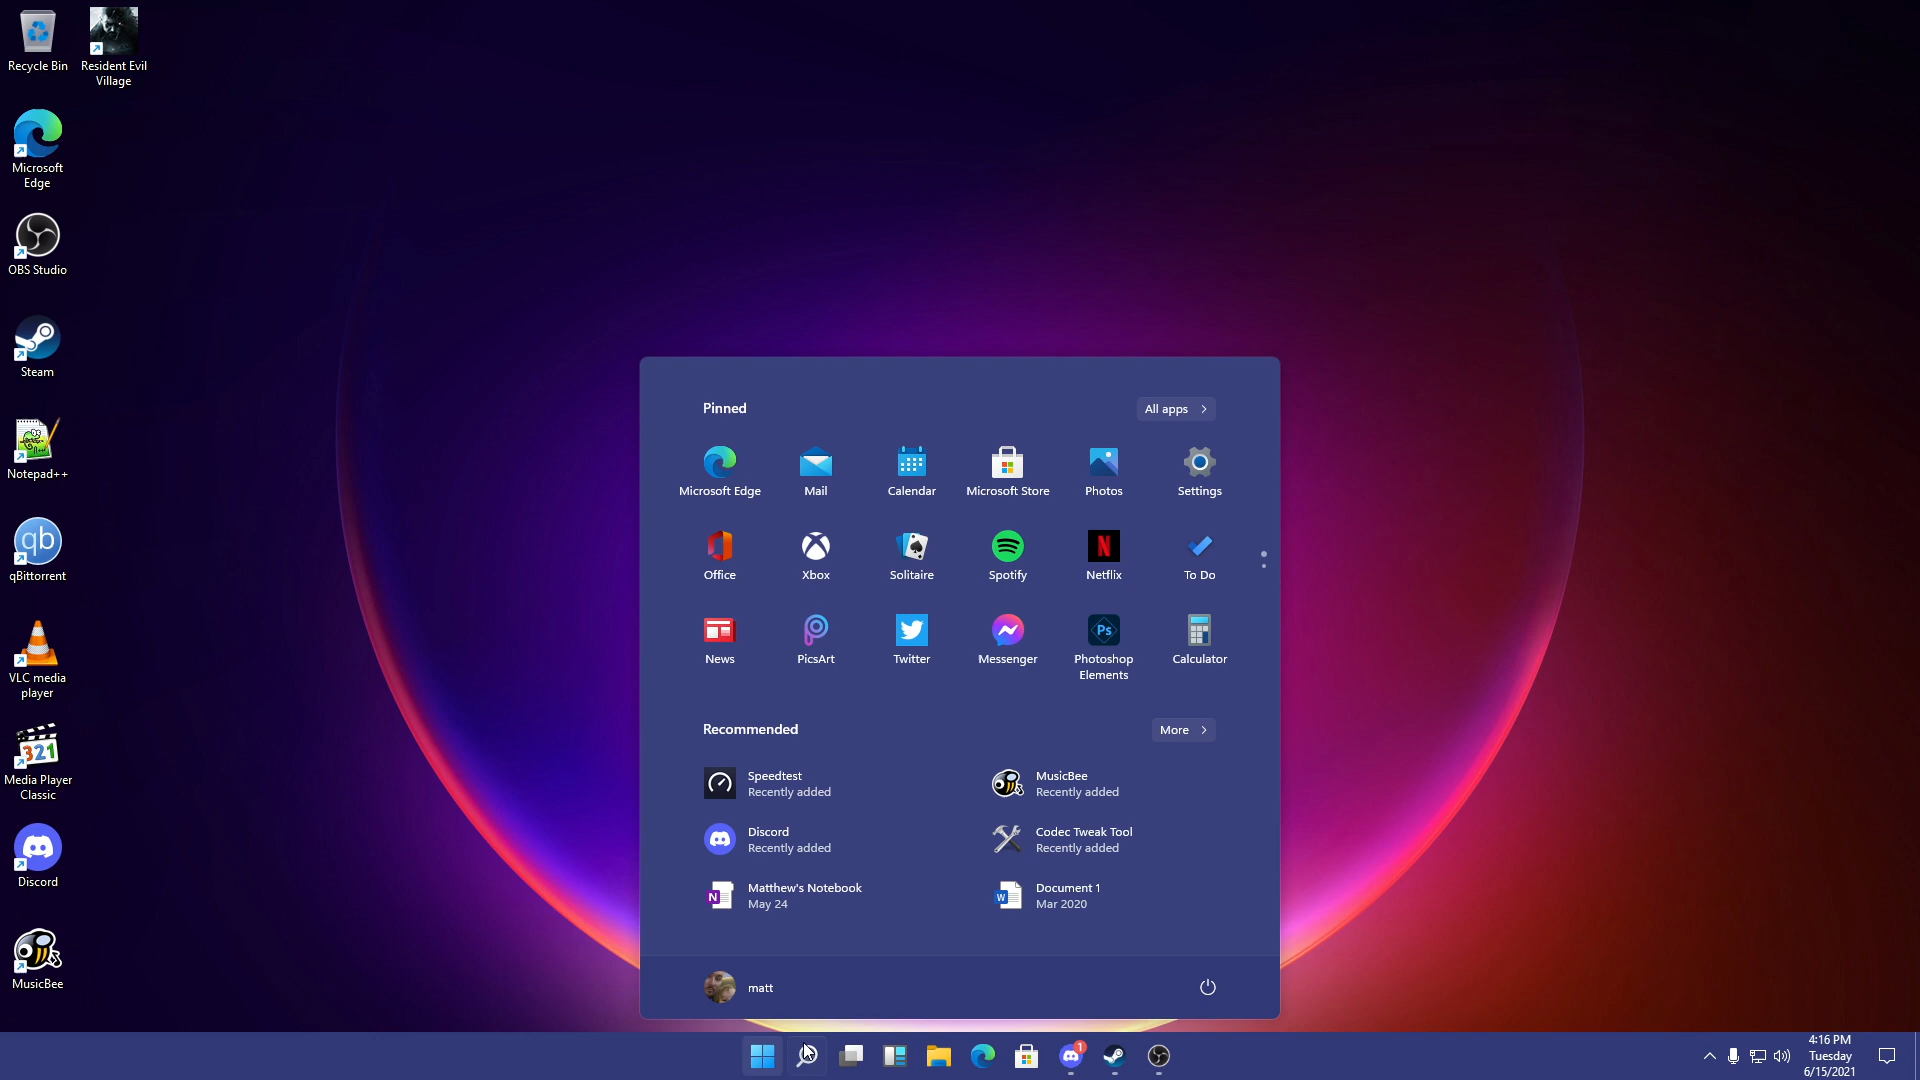 Recycle Bin
Resident Evil
Village
Microsoft
Edge
OBS Studio
Steam
Notepad++
qb
qBittorrent
VLC media
player
321
Media Player
Classic
Discord
MusicBee
Pinned
All apps
Microsoft Edge
Mail
Calendar
Microsoft Store
Photos
Settings
Office
Xbox
Solitaire
Spotify
N
Netflix
To Do
News
PicsArt
Twitter
Messenger
Ps
Photoshop
Elements
Calculator
Recommended
More
Speedtest
Recently added
MusicBee
Recently added
Discord
Recently added
Codec Tweak Tool
Recently added
N
Matthew's Notebook
May 24
W
Document 1
Mar 2020
matt
1
4:16 PM
Tuesday
6/15/2021